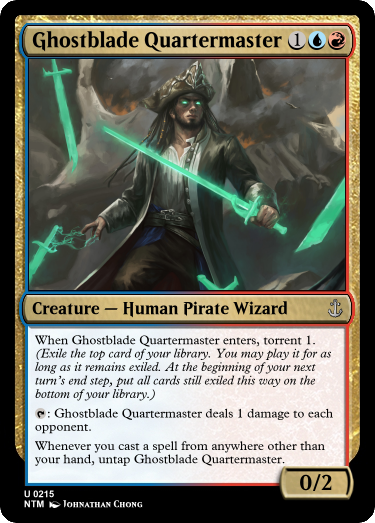 Ghostblade Quartermaster 1
Creature — Human Pirate Wizard
When Ghostblade Quartermaster enters, torrent 1.
(Exile the top card of your library. You may play it for as
long as it remains exiled. At the beginning of your next
turn's end step, put all cards still exiled this way on the
bottom of your library.)
: Ghostblade Quartermaster deals 1 damage to each
opponent.
Whenever you cast a spell from anywhere other than
your hand, untap Ghostblade Quartermaster.
0/2
U 0215
NTM Johnathan Chong